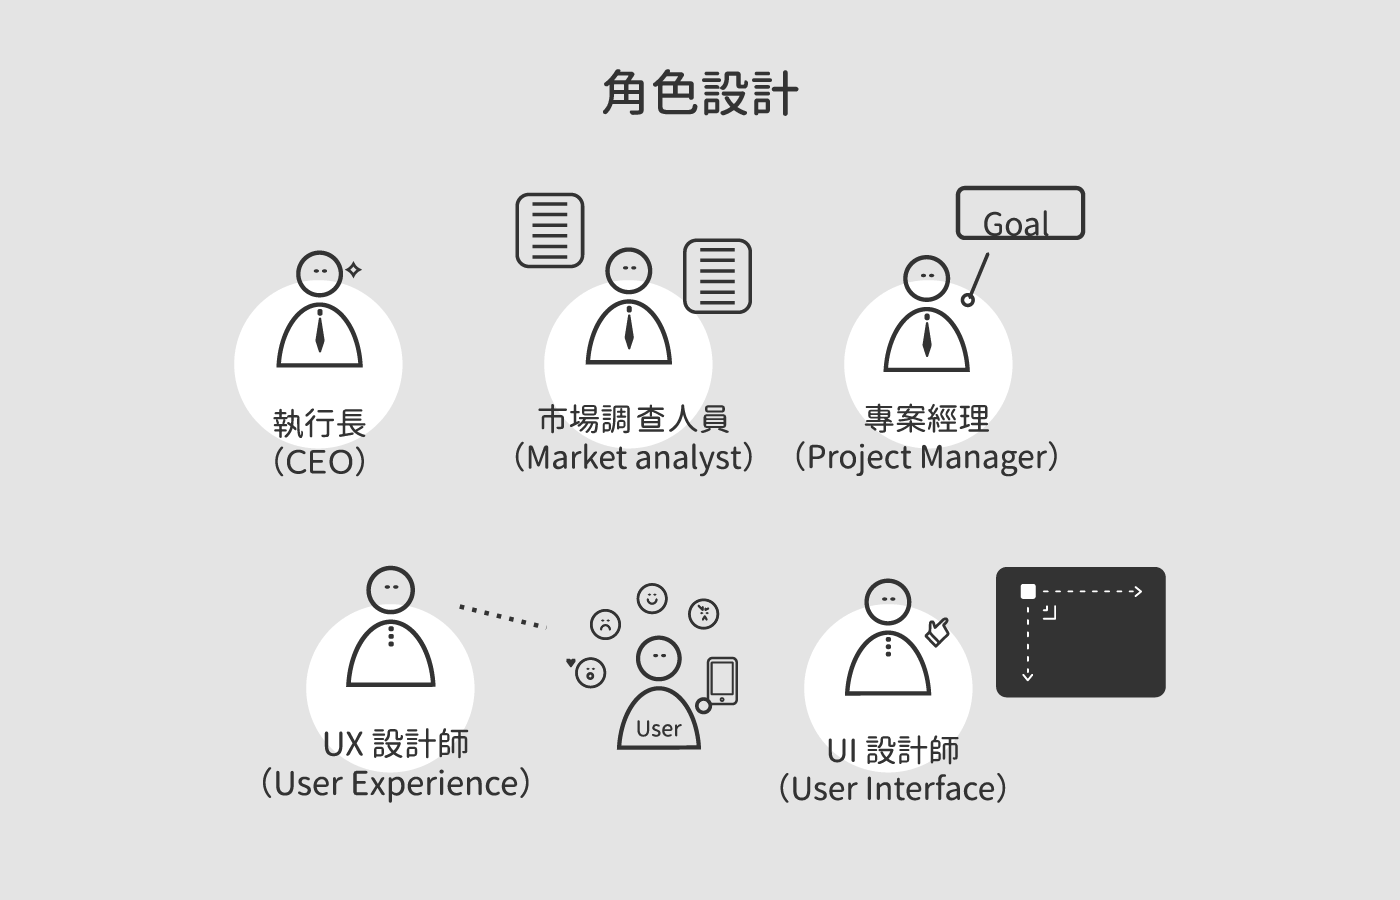 角色設計
Goal
執行長
（CEO）
市場調查人員
（Market analyst）
專案經理
（Project Manager）
User
UX 設計師
（User Experience）
UI 設計師
（User Interface）